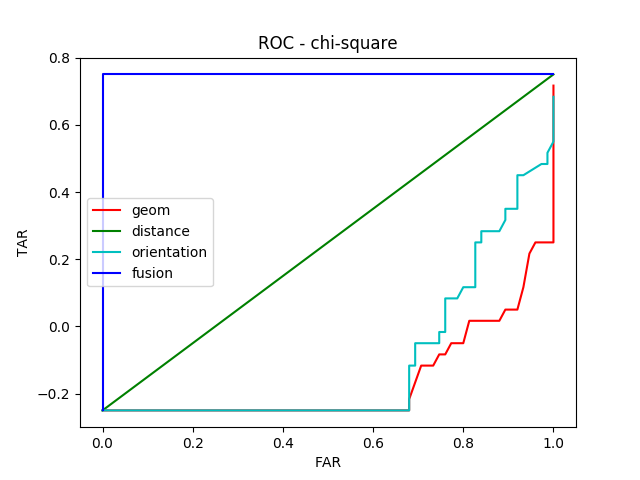 ROC - chi-square
0.8
0.6
0.4
0.2
0.0
−0.2
TAR
geom
distance
orientation
fusion
0.0 0.2 0.4 0.6 0.8 1.0
FAR